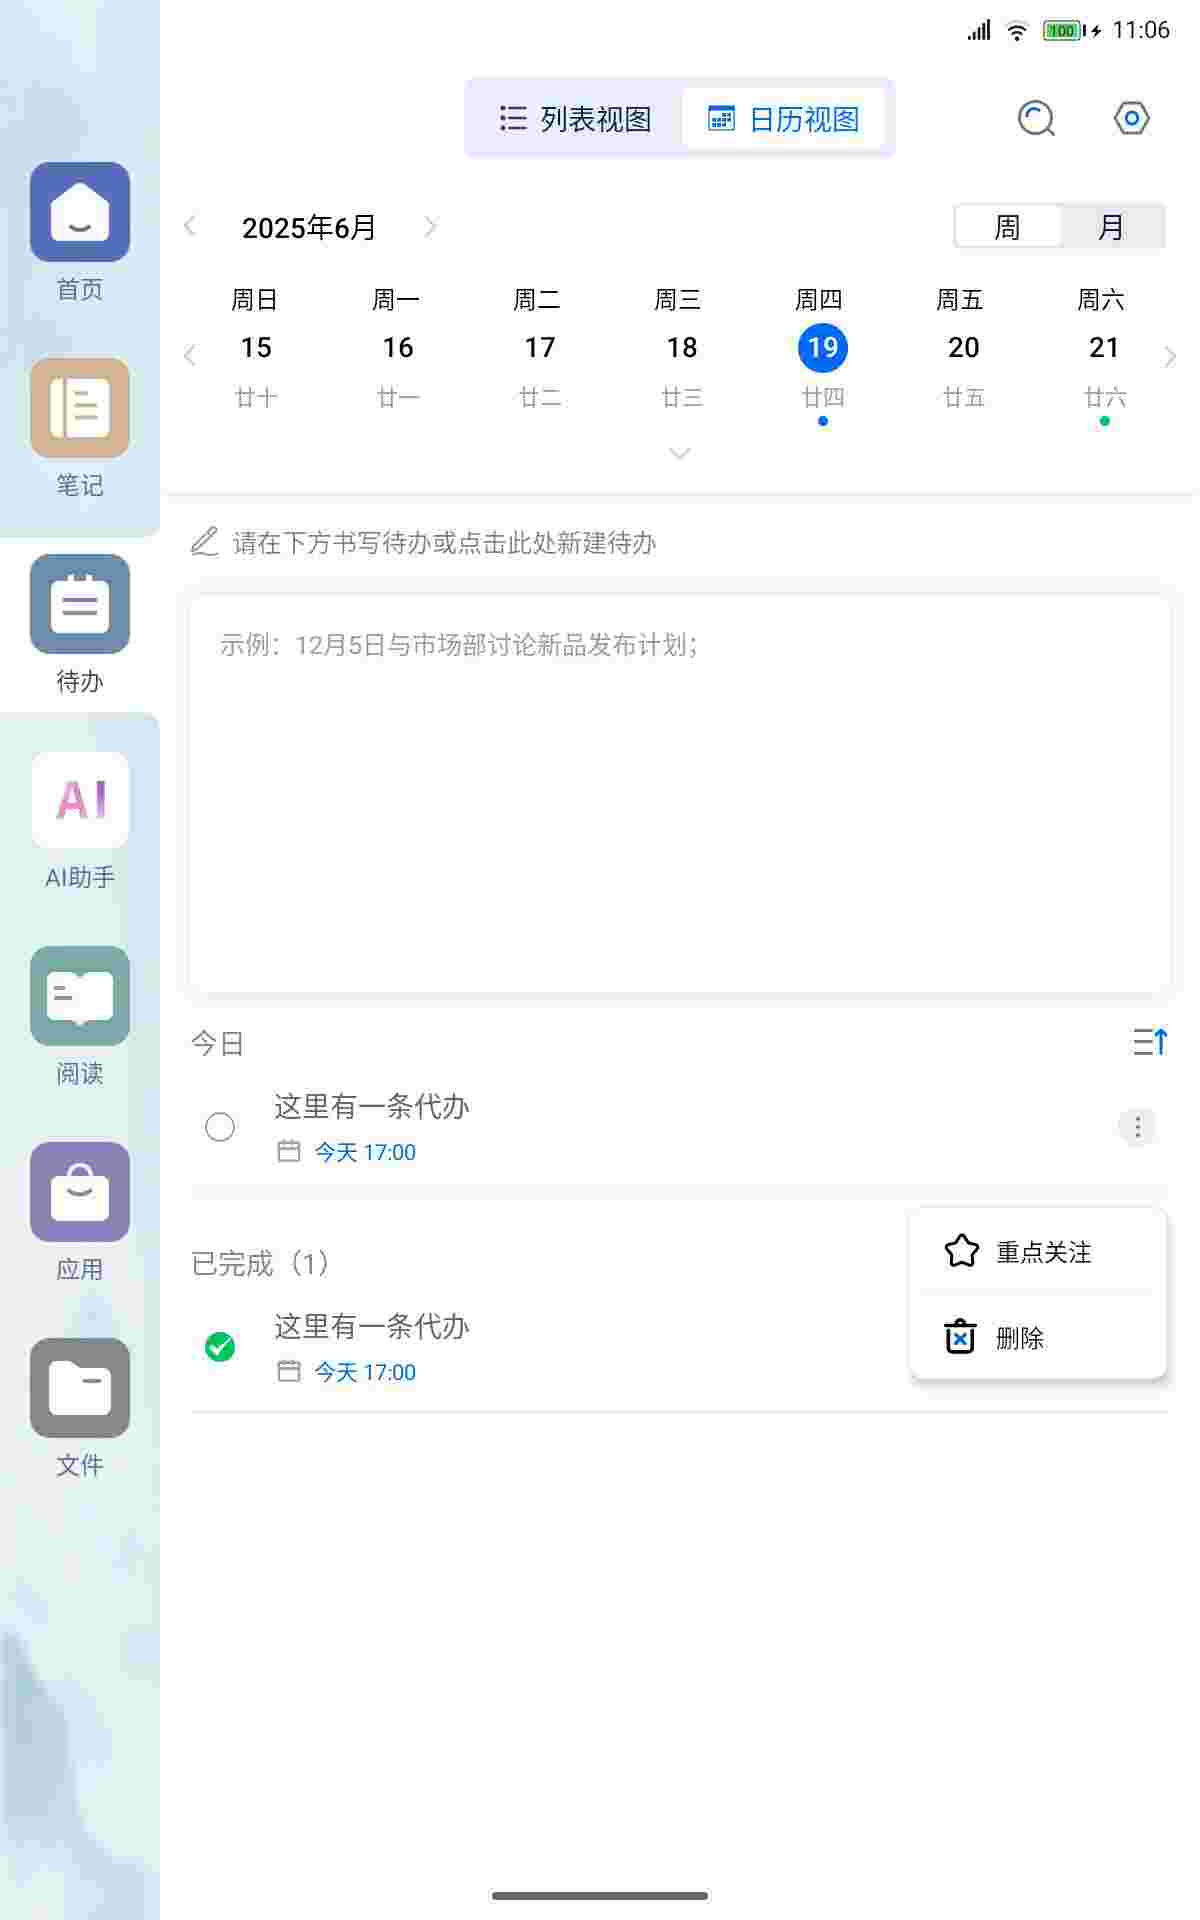 100
11:06
列表视图
日历视图
2025年6月
周
月
周日 周一 周二 周三 周四 周五 周六
15 16 17 18 19 20 21
廿十 廿一 廿二 廿三 廿四 廿五 廿六
首页
笔记
待办
AI
AI助手
阅读
应用
文件
请在下方书写待办或点击此处新建待办
示例：12月5日与市场部讨论新品发布计划；
今日
这里有一条代办
今天 17:00
重点关注
删除
已完成（1）
这里有一条代办
今天 17:00